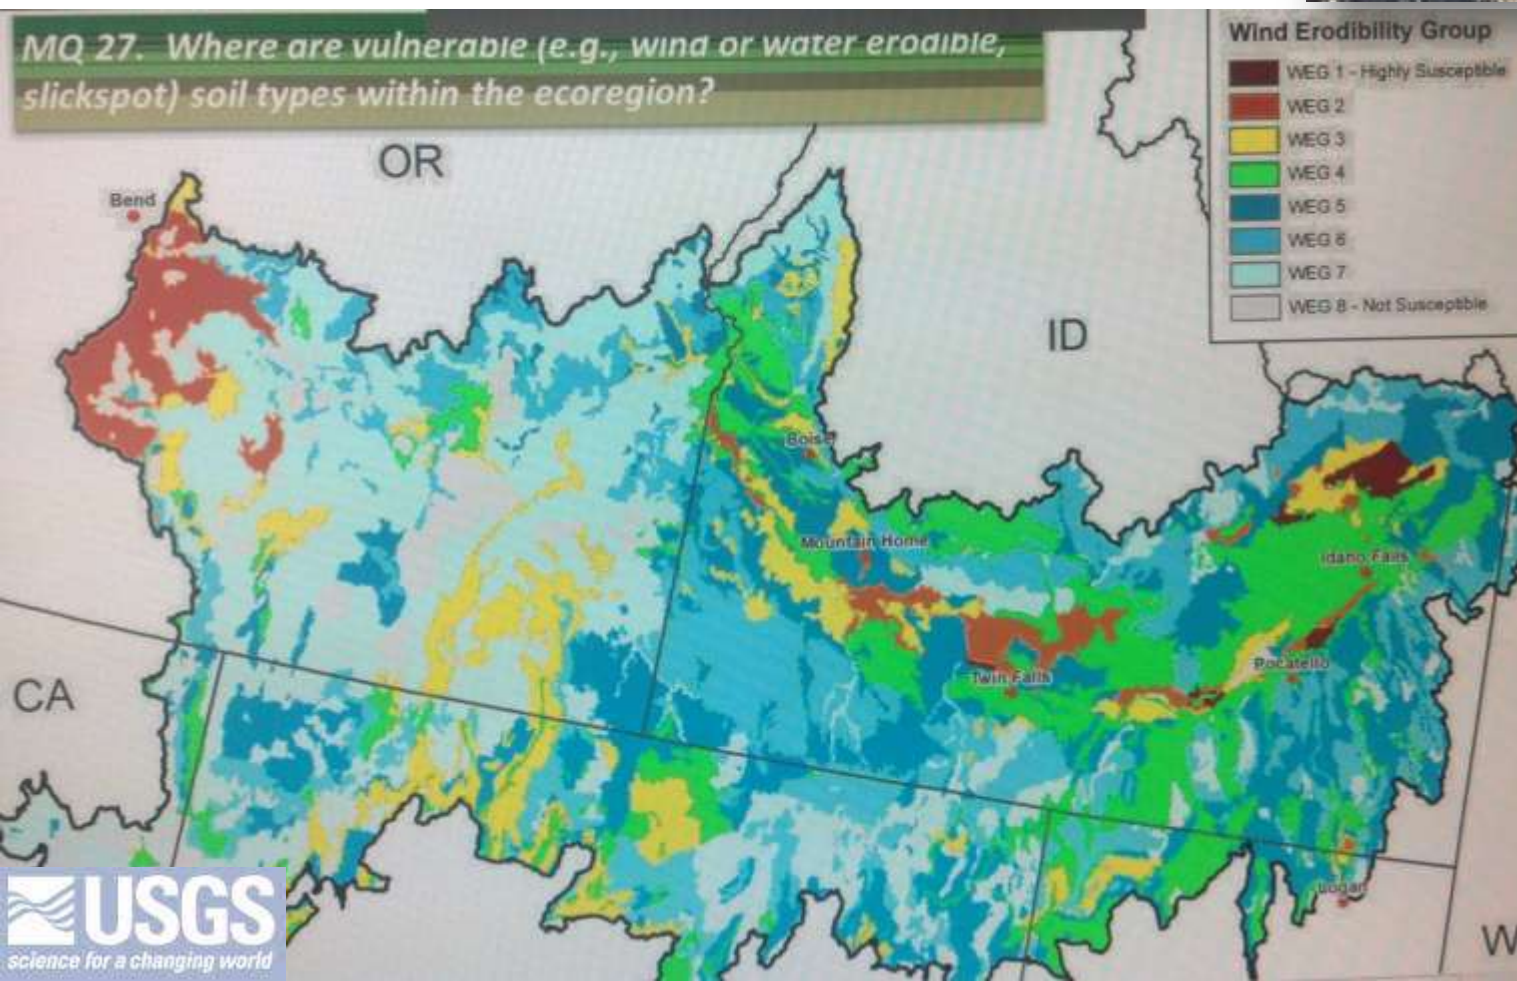 MQ 27. Where are vulnerable (e.g., wind or water erodible,
slickspot) soil types within the ecoregion?
Wind Erodibility Group
WEG 1 - Highly Susceptible
WEG 2
WEG 3
WEG 4
WEG 5
WEG 6
WEG 7
WEG 8 - Not Susceptible
OR
Bend
ID
Boise
Mountain Home
Idaho Falls
Pocatello
Twin Falls
CA
Logan
W
USGS
science for a changing world